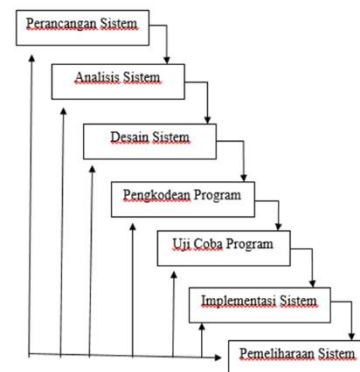 Perancangan Sistem
Analisis Sistem
Desain Sistem
Pengkodean Program
Uji Coba Program
Implementasi Sistem
Pemeliharaan Sistem